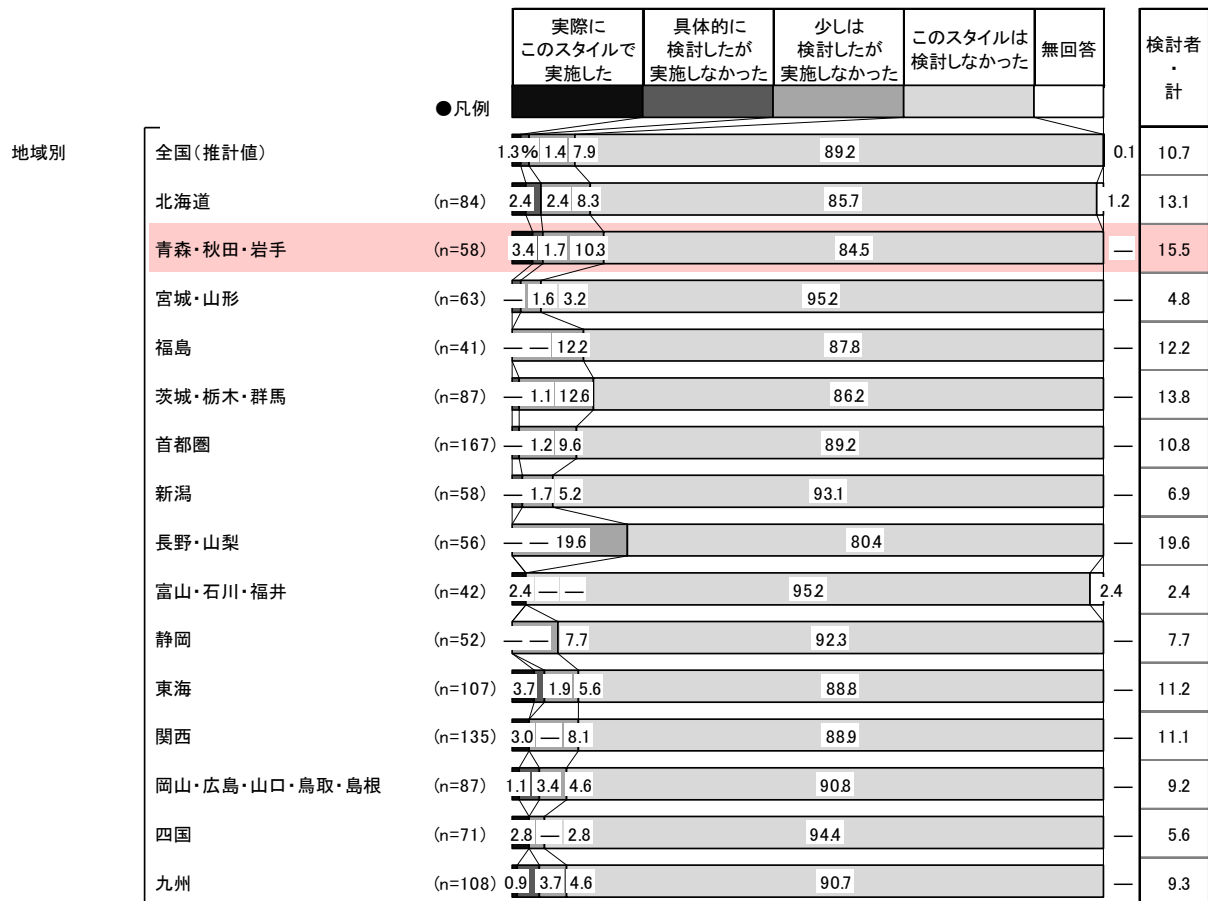 実際に
このスタイルで
実施した
具体的に
検討したが
実施しなかった
少しは
検討したが
実施しなかった
このスタイルは
検討しなかった
無回答
検討者
・
計
●凡例
地域別
全国(推計値) 1.3% 1.4 7.9 89.2 0.1 10.7
北海道 (n=84) 2.4 2.4 8.3 85.7 1.2 13.1
青森・秋田・岩手 (n=58) 3.4 1.7 10.3 84.5 — 15.5
宮城・山形 (n=63) — 1.6 3.2 95.2 — 4.8
福島 (n=41) — — 12.2 87.8 — 12.2
茨城・栃木・群馬 (n=87) — 1.1 12.6 86.2 — 13.8
首都圏 (n=167) — 1.2 9.6 89.2 — 10.8
新潟 (n=58) — 1.7 5.2 93.1 — 6.9
長野・山梨 (n=56) — — 19.6 80.4 — 19.6
富山・石川・福井 (n=42) 2.4 — — 95.2 2.4 2.4
静岡 (n=52) — — 7.7 92.3 — 7.7
東海 (n=107) 3.7 1.9 5.6 88.8 — 11.2
関西 (n=135) 3.0 — 8.1 88.9 — 11.1
岡山・広島・山口・鳥取・島根 (n=87) 1.1 3.4 4.6 90.8 — 9.2
四国 (n=71) 2.8 — 2.8 94.4 — 5.6
九州 (n=108) 0.9 3.7 4.6 90.7 — 9.3